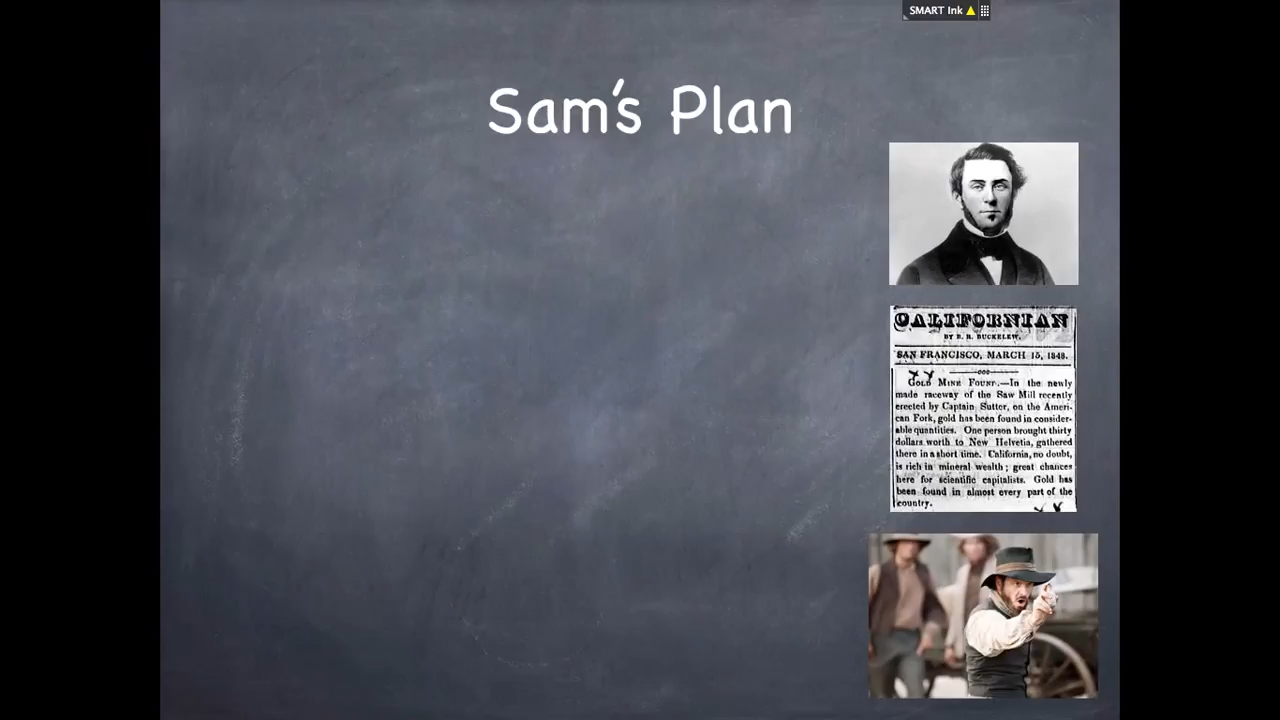 SMART Ink
Sam's Plan
CALIFORNIAN
BY B. R. BUCKELEW.
SAN FRANCISCO, MARCH 15, 1848.
GOLD MINE FOUND.—In the newly
made raceway of the Saw Mill recently
erected by Captain Sutter, on the Ameri-
can Fork, gold has been found in consider-
able quantities. One person brought thirty
dollars worth to New Helvetia, gathered
there in a short time. California, no doubt,
is rich in mineral wealth; great chances
here for scientific capitalists. Gold has
been found in almost every part of the
country.